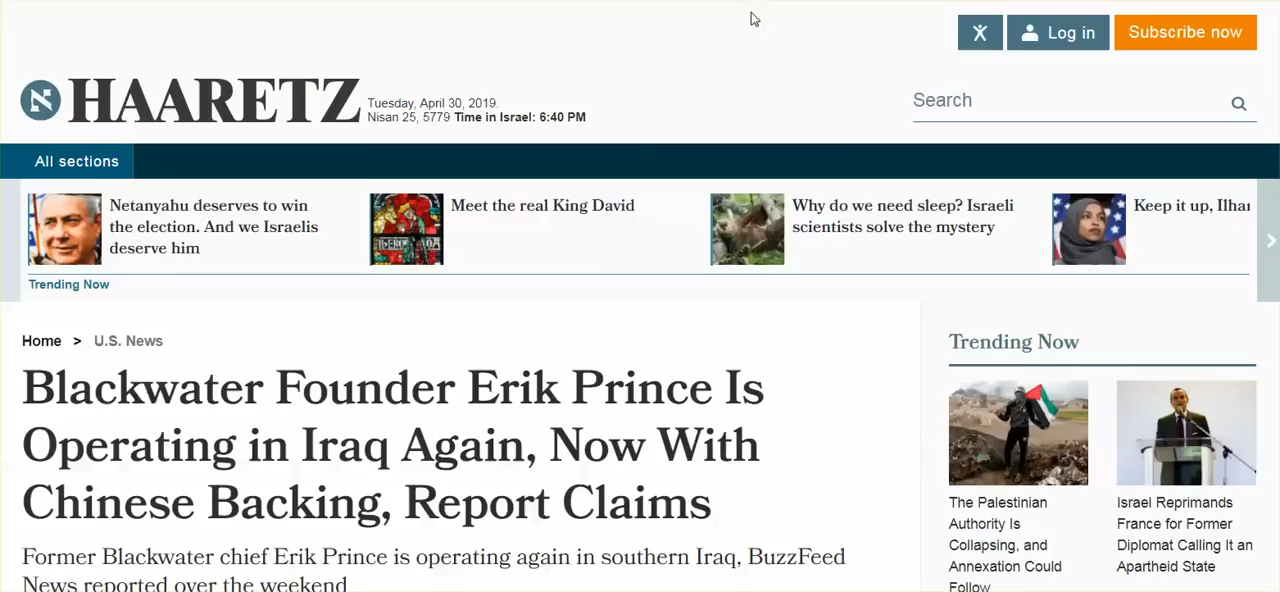 Log in
Subscribe now
HAARETZ
Tuesday, April 30, 2019.
Nisan 25, 5779 Time in Israel: 6:40 PM
Search
All sections
Netanyahu deserves to win
the election. And we Israelis
deserve him
Meet the real King David
Why do we need sleep? Israeli
scientists solve the mystery
Keep it up, Ilhan
Trending Now
Home > U.S. News
Blackwater Founder Erik Prince Is
Operating in Iraq Again, Now With
Chinese Backing, Report Claims
Former Blackwater chief Erik Prince is operating again in southern Iraq, BuzzFeed
News reported over the weekend
Trending Now
The Palestinian
Authority Is
Collapsing, and
Annexation Could
Follow
Israel Reprimands
France for Former
Diplomat Calling It an
Apartheid State